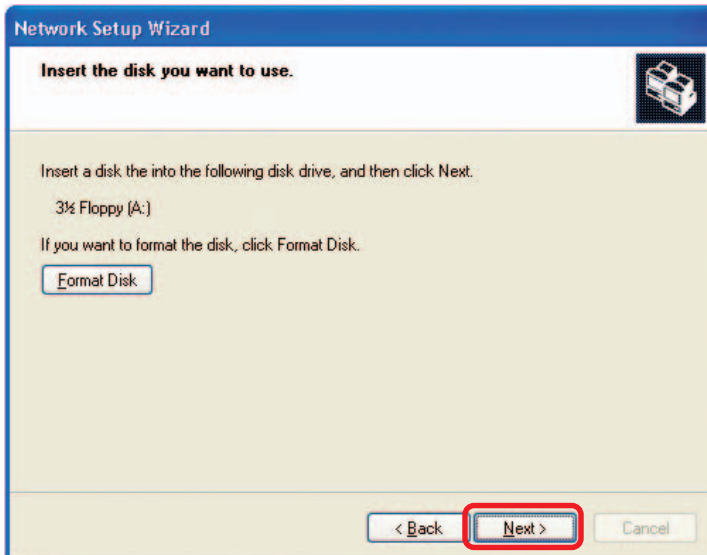 Network Setup Wizard
Insert the disk you want to use.
Insert a disk the into the following disk drive, and then click Next.
3½ Floppy (A:)
If you want to format the disk, click Format Disk.
Format Disk
< Back Next > Cancel